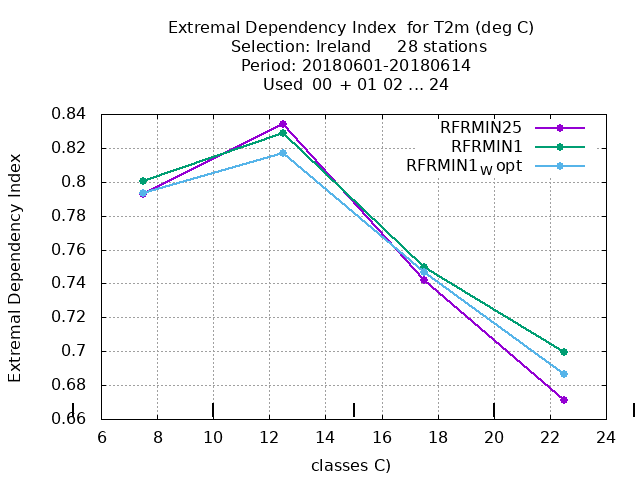 Extremal Dependency Index  for T2m (deg C)
Selection: Ireland     28 stations
Period: 20180601-20180614
Used  00  + 01 02 ... 24
RFRMIN25
RFRMIN1
RFRMIN1W opt
Extremal Dependency Index
0.84
0.82
0.8
0.78
0.76
0.74
0.72
0.7
0.68
0.66
6 8 10 12 14 16 18 20 22 24
classes C)